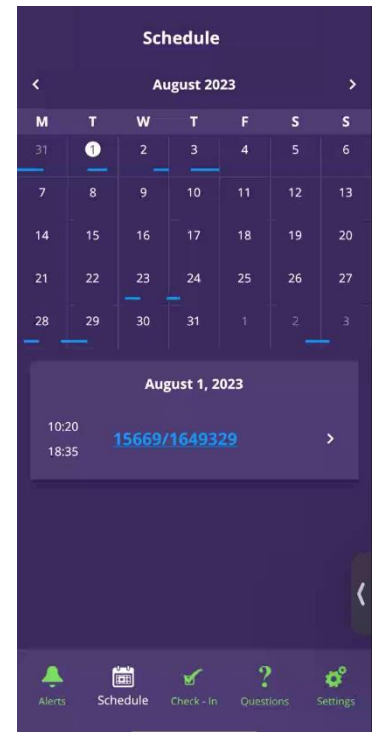 Schedule
August 2023
M T W T F S S
31 1 2 3 4 5 6
7 8 9 10 11 12 13
14 15 16 17 18 19 20
21 22 23 24 25 26 27
28 29 30 31 1 2 3
August 1, 2023
10:20
15669/1649329
18:35
Alerts Schedule Check - In Questions Settings